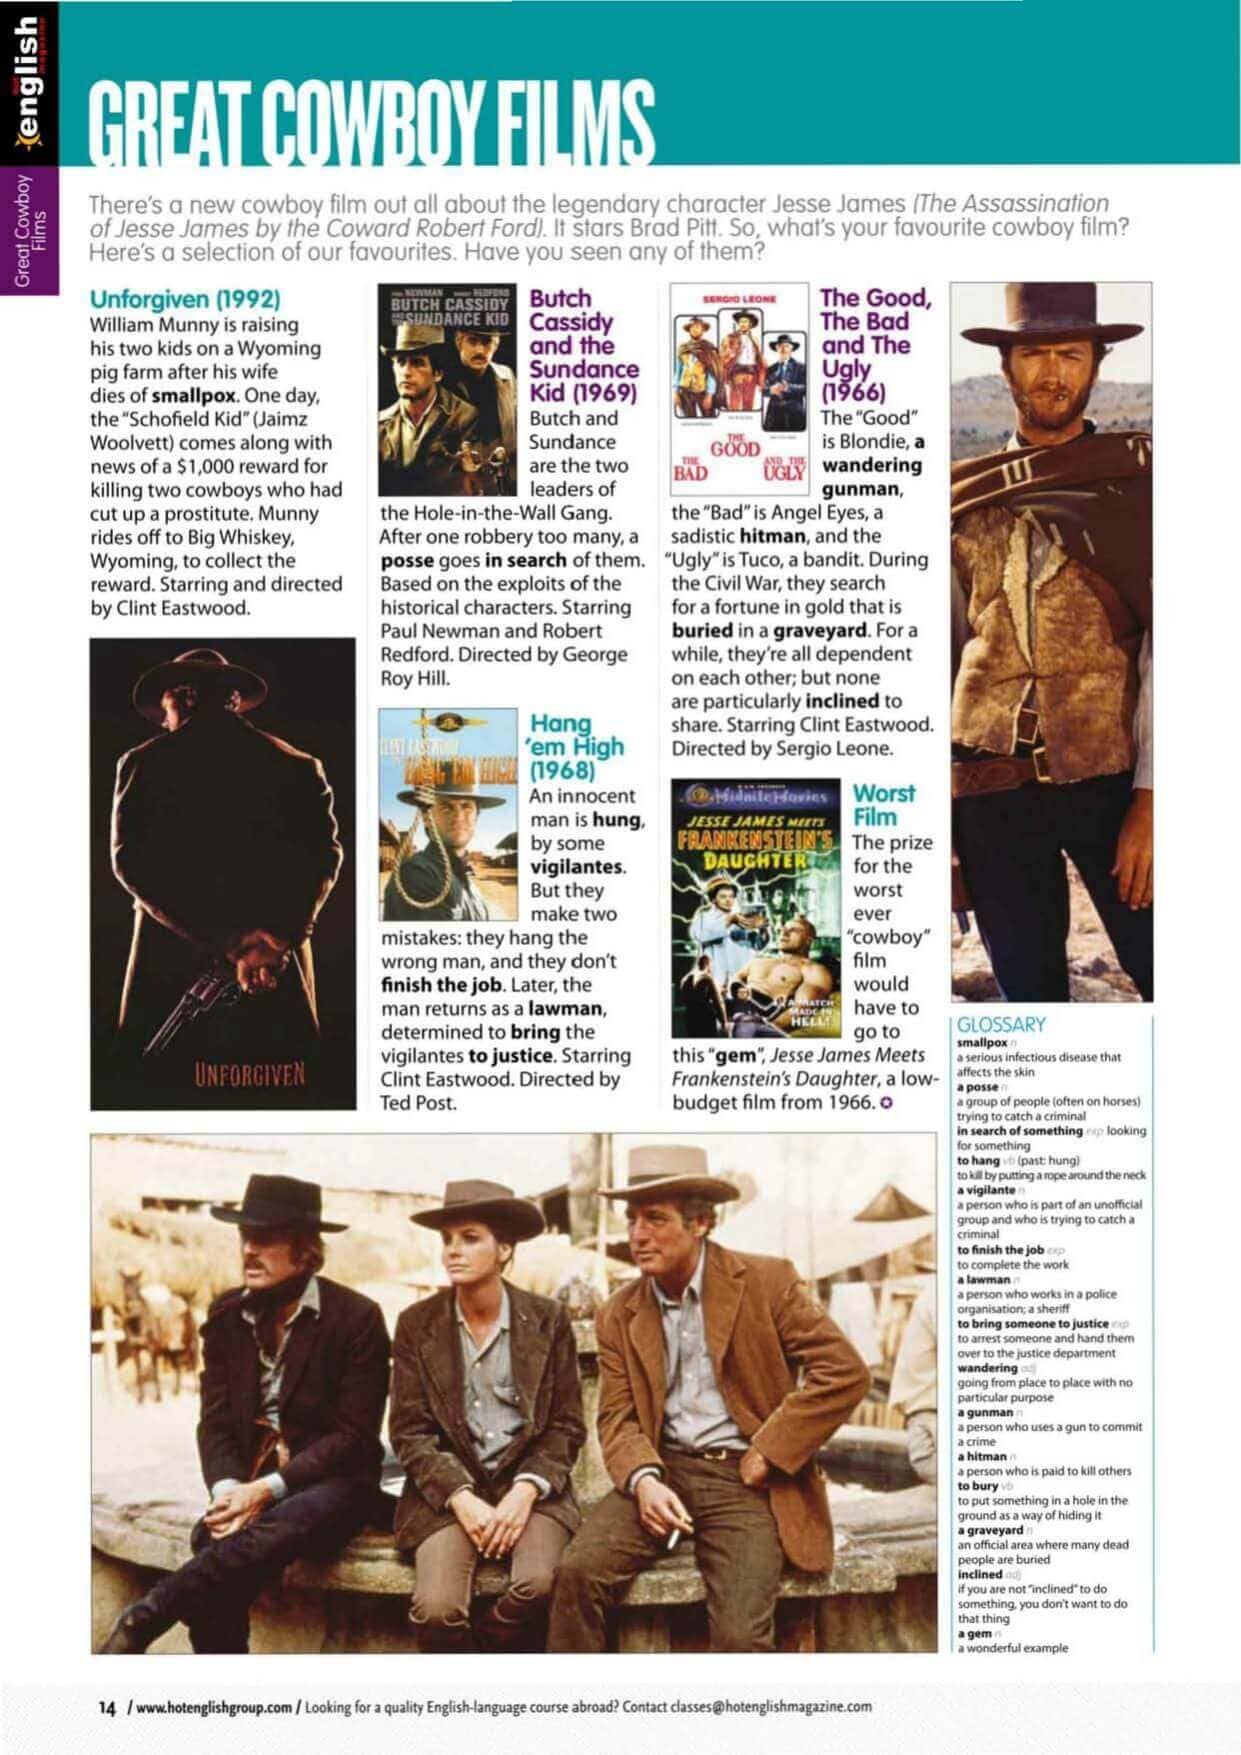 hot
english
magazine
Great Cowboy
Films
GREAT COWBOY FILMS
There's a new cowboy film out all about the legendary character Jesse James (The Assassination
of Jesse James by the Coward Robert Ford). It stars Brad Pitt. So, what's your favourite cowboy film?
Here's a selection of our favourites. Have you seen any of them?
Unforgiven (1992)
William Munny is raising
his two kids on a Wyoming
pig farm after his wife
dies of smallpox. One day,
the "Schofield Kid" (Jaimz
Woolvett) comes along with
news of a $1,000 reward for
killing two cowboys who had
cut up a prostitute. Munny
rides off to Big Whiskey,
Wyoming, to collect the
reward. Starring and directed
by Clint Eastwood.
UNFORGIVEN
NEWMAN REDFORD
BUTCH CASSIDY
AND THE
SUNDANCE KID
Butch
Cassidy
and the
Sundance
Kid (1969)
Butch and
Sundance
are the two
leaders of
the Hole-in-the-Wall Gang.
After one robbery too many, a
posse goes in search of them.
Based on the exploits of the
historical characters. Starring
Paul Newman and Robert
Redford. Directed by George
Roy Hill.
CLINT EASTWOOD
HANG 'EM HIGH
Hang
'em High
(1968)
An innocent
man is hung,
by some
vigilantes.
But they
make two
mistakes: they hang the
wrong man, and they don't
finish the job. Later, the
man returns as a lawman,
determined to bring the
vigilantes to justice. Starring
Clint Eastwood. Directed by
Ted Post.
SERGIO LEONE
THE
GOOD
THE
BAD
AND THE
UGLY
The Good,
The Bad
and The
Ugly
(1966)
The "Good"
is Blondie, a
wandering
gunman,
the "Bad" is Angel Eyes, a
sadistic hitman, and the
"Ugly" is Tuco, a bandit. During
the Civil War, they search
for a fortune in gold that is
buried in a graveyard. For a
while, they're all dependent
on each other; but none
are particularly inclined to
share. Starring Clint Eastwood.
Directed by Sergio Leone.
Midnite Movies
JESSE JAMES MEETS
FRANKENSTEIN'S
DAUGHTER
A MATCH
MADE IN
HELL!
Worst
Film
The prize
for the
worst
ever
"cowboy"
film
would
have to
go to
this "gem", Jesse James Meets
Frankenstein's Daughter, a low-
budget film from 1966.
GLOSSARY
smallpox n
a serious infectious disease that
affects the skin
a posse n
a group of people (often on horses)
trying to catch a criminal
in search of something exp looking
for something
to hang vb (past: hung)
to kill by putting a rope around the neck
a vigilante n
a person who is part of an unofficial
group and who is trying to catch a
criminal
to finish the job exp
to complete the work
a lawman n
a person who works in a police
organisation; a sheriff
to bring someone to justice exp
to arrest someone and hand them
over to the justice department
wandering adj
going from place to place with no
particular purpose
a gunman n
a person who uses a gun to commit
a crime
a hitman n
a person who is paid to kill others
to bury vb
to put something in a hole in the
ground as a way of hiding it
a graveyard n
an official area where many dead
people are buried
inclined adj
if you are not "inclined" to do
something, you don't want to do
that thing
a gem n
a wonderful example
14 / www.hotenglishgroup.com / Looking for a quality English-language course abroad? Contact classes@hotenglishmagazine.com